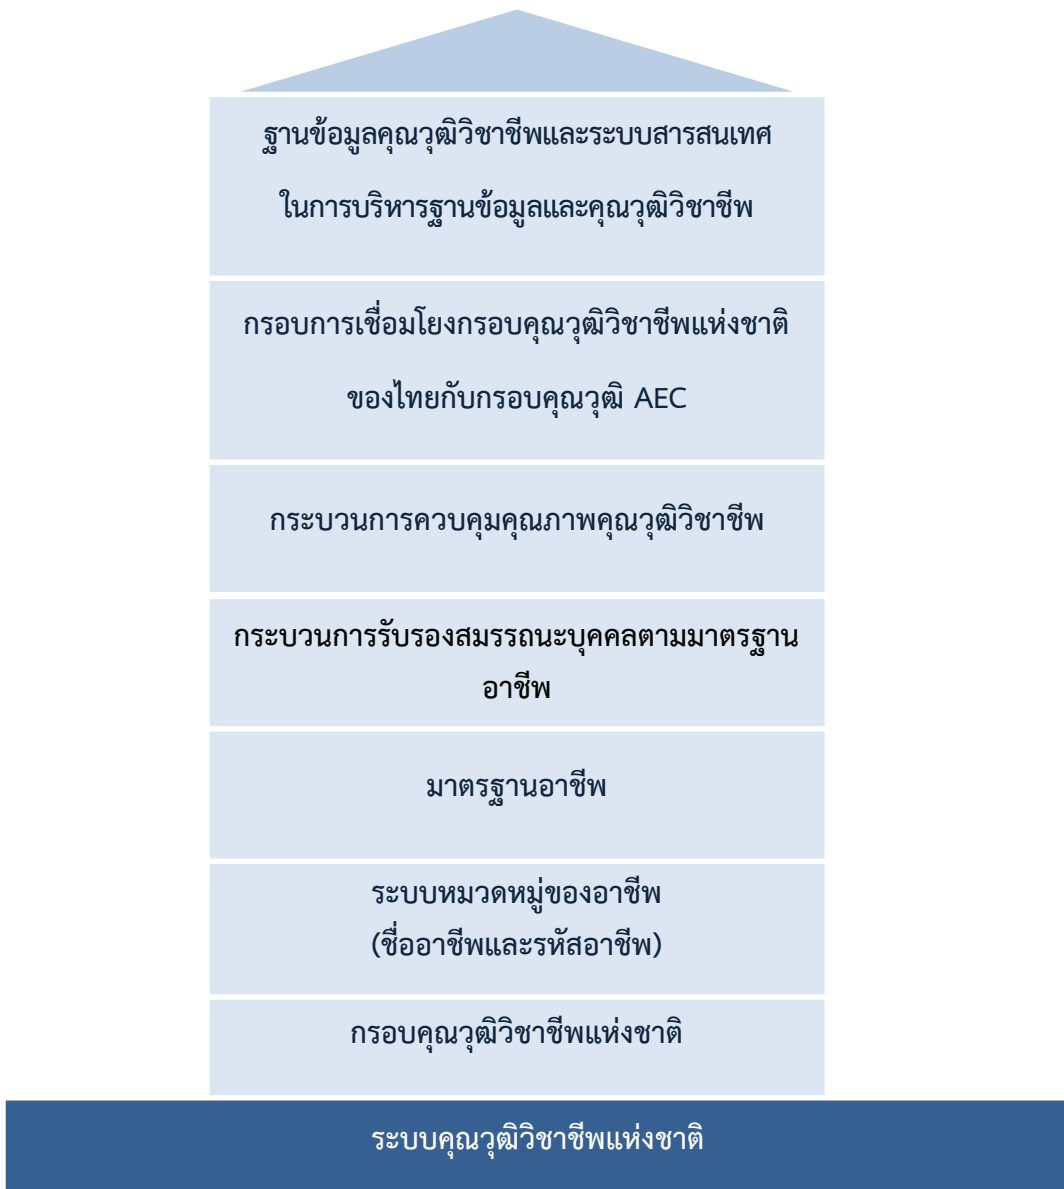 ฐานข้อมูลคุณวุฒิวิชาชีพและระบบสารสนเทศ
ในการบริหารฐานข้อมูลและคุณวุฒิวิชาชีพ
กรอบการเชื่อมโยงกรอบคุณวุฒิวิชาชีพแห่งชาติ
ของไทยกับกรอบคุณวุฒิ AEC
กระบวนการควบคุมคุณภาพคุณวุฒิวิชาชีพ
กระบวนการรับรองสมรรถนะบุคคลตามมาตรฐาน
อาชีพ
มาตรฐานอาชีพ
ระบบหมวดหมู่ของอาชีพ
(ชื่ออาชีพและรหัสอาชีพ)
กรอบคุณวุฒิวิชาชีพแห่งชาติ
ระบบคุณวุฒิวิชาชีพแห่งชาติ